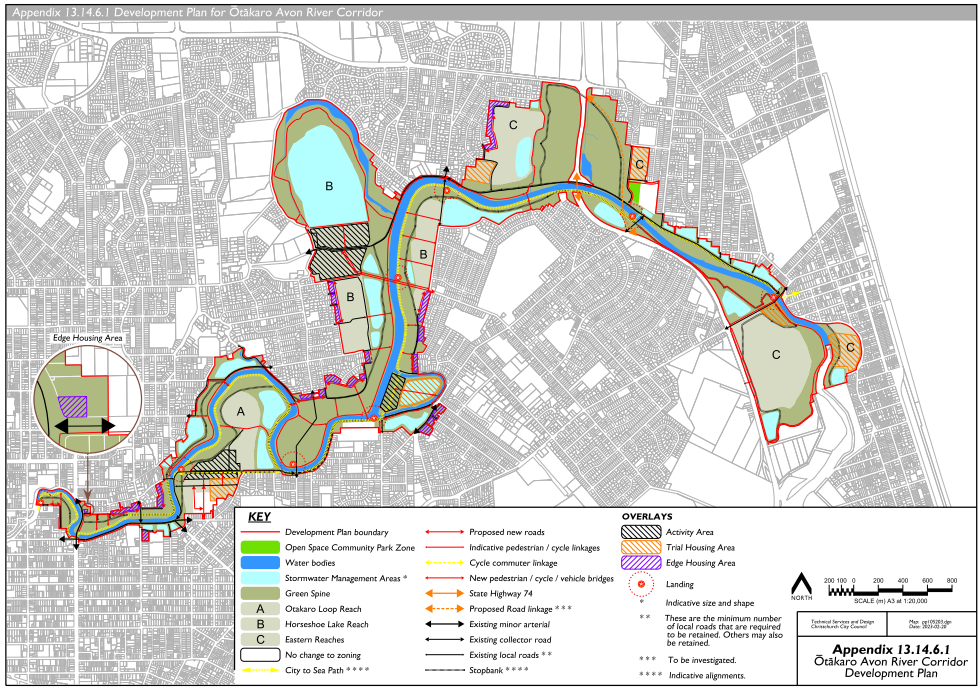 Appendix 13.14.6.1 Development Plan for Ōtākaro Avon River Corridor
C
C
B
B
C
B
C
C
A
Edge Housing Area
KEY
Development Plan boundary
Open Space Community Park Zone
Water bodies
Stormwater Management Areas *
Green Spine
A Otakaro Loop Reach
B Horseshoe Lake Reach
C Eastern Reaches
No change to zoning
City to Sea Path ****
Proposed new roads
Indicative pedestrian / cycle linkages
Cycle commuter linkage
New pedestrian / cycle / vehicle bridges
State Highway 74
Proposed Road linkage ***
Existing minor arterial
Existing collector road
Existing local roads **
Stopbank ****
OVERLAYS
Activity Area
Trial Housing Area
Edge Housing Area
Landing
* Indicative size and shape
** These are the minimum number
of local roads that are required
to be retained. Others may also
be retained.
*** To be investigated.
**** Indicative alignments.
NORTH
200 100 0 200 400 600 800
SCALE (m) A3 at 1:20,000
Technical Services and Design
Christchurch City Council
Map: pp105203.dgn
Date: 2023-02-20
Appendix 13.14.6.1
Ōtākaro Avon River Corridor
Development Plan